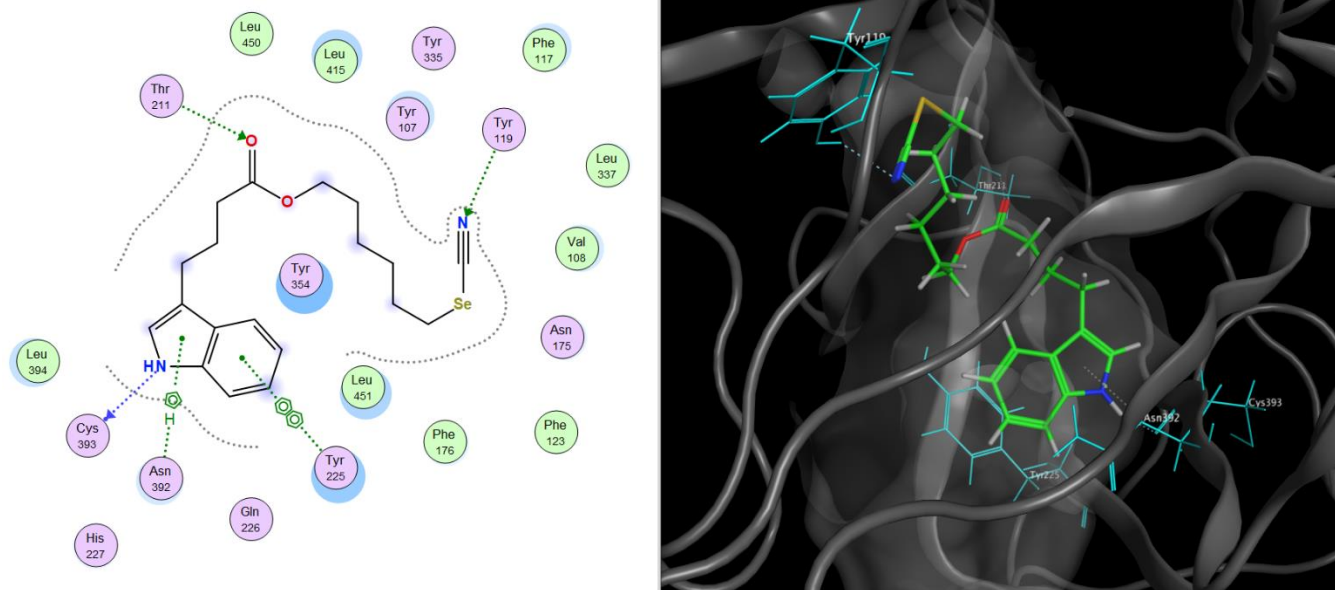 Leu
450
Leu
415
Tyr
335
Phe
117
Thr
211
Tyr
107
Tyr
119
O
O
N
Leu
337
Val
108
Tyr
354
Se
Asn
175
Leu
394
HN
Leu
451
Cys
393
H
Phe
176
Phe
123
Asn
392
Tyr
225
Gln
226
His
227
Tyr119
Thr211
Cys393
Asn392
Tyr225